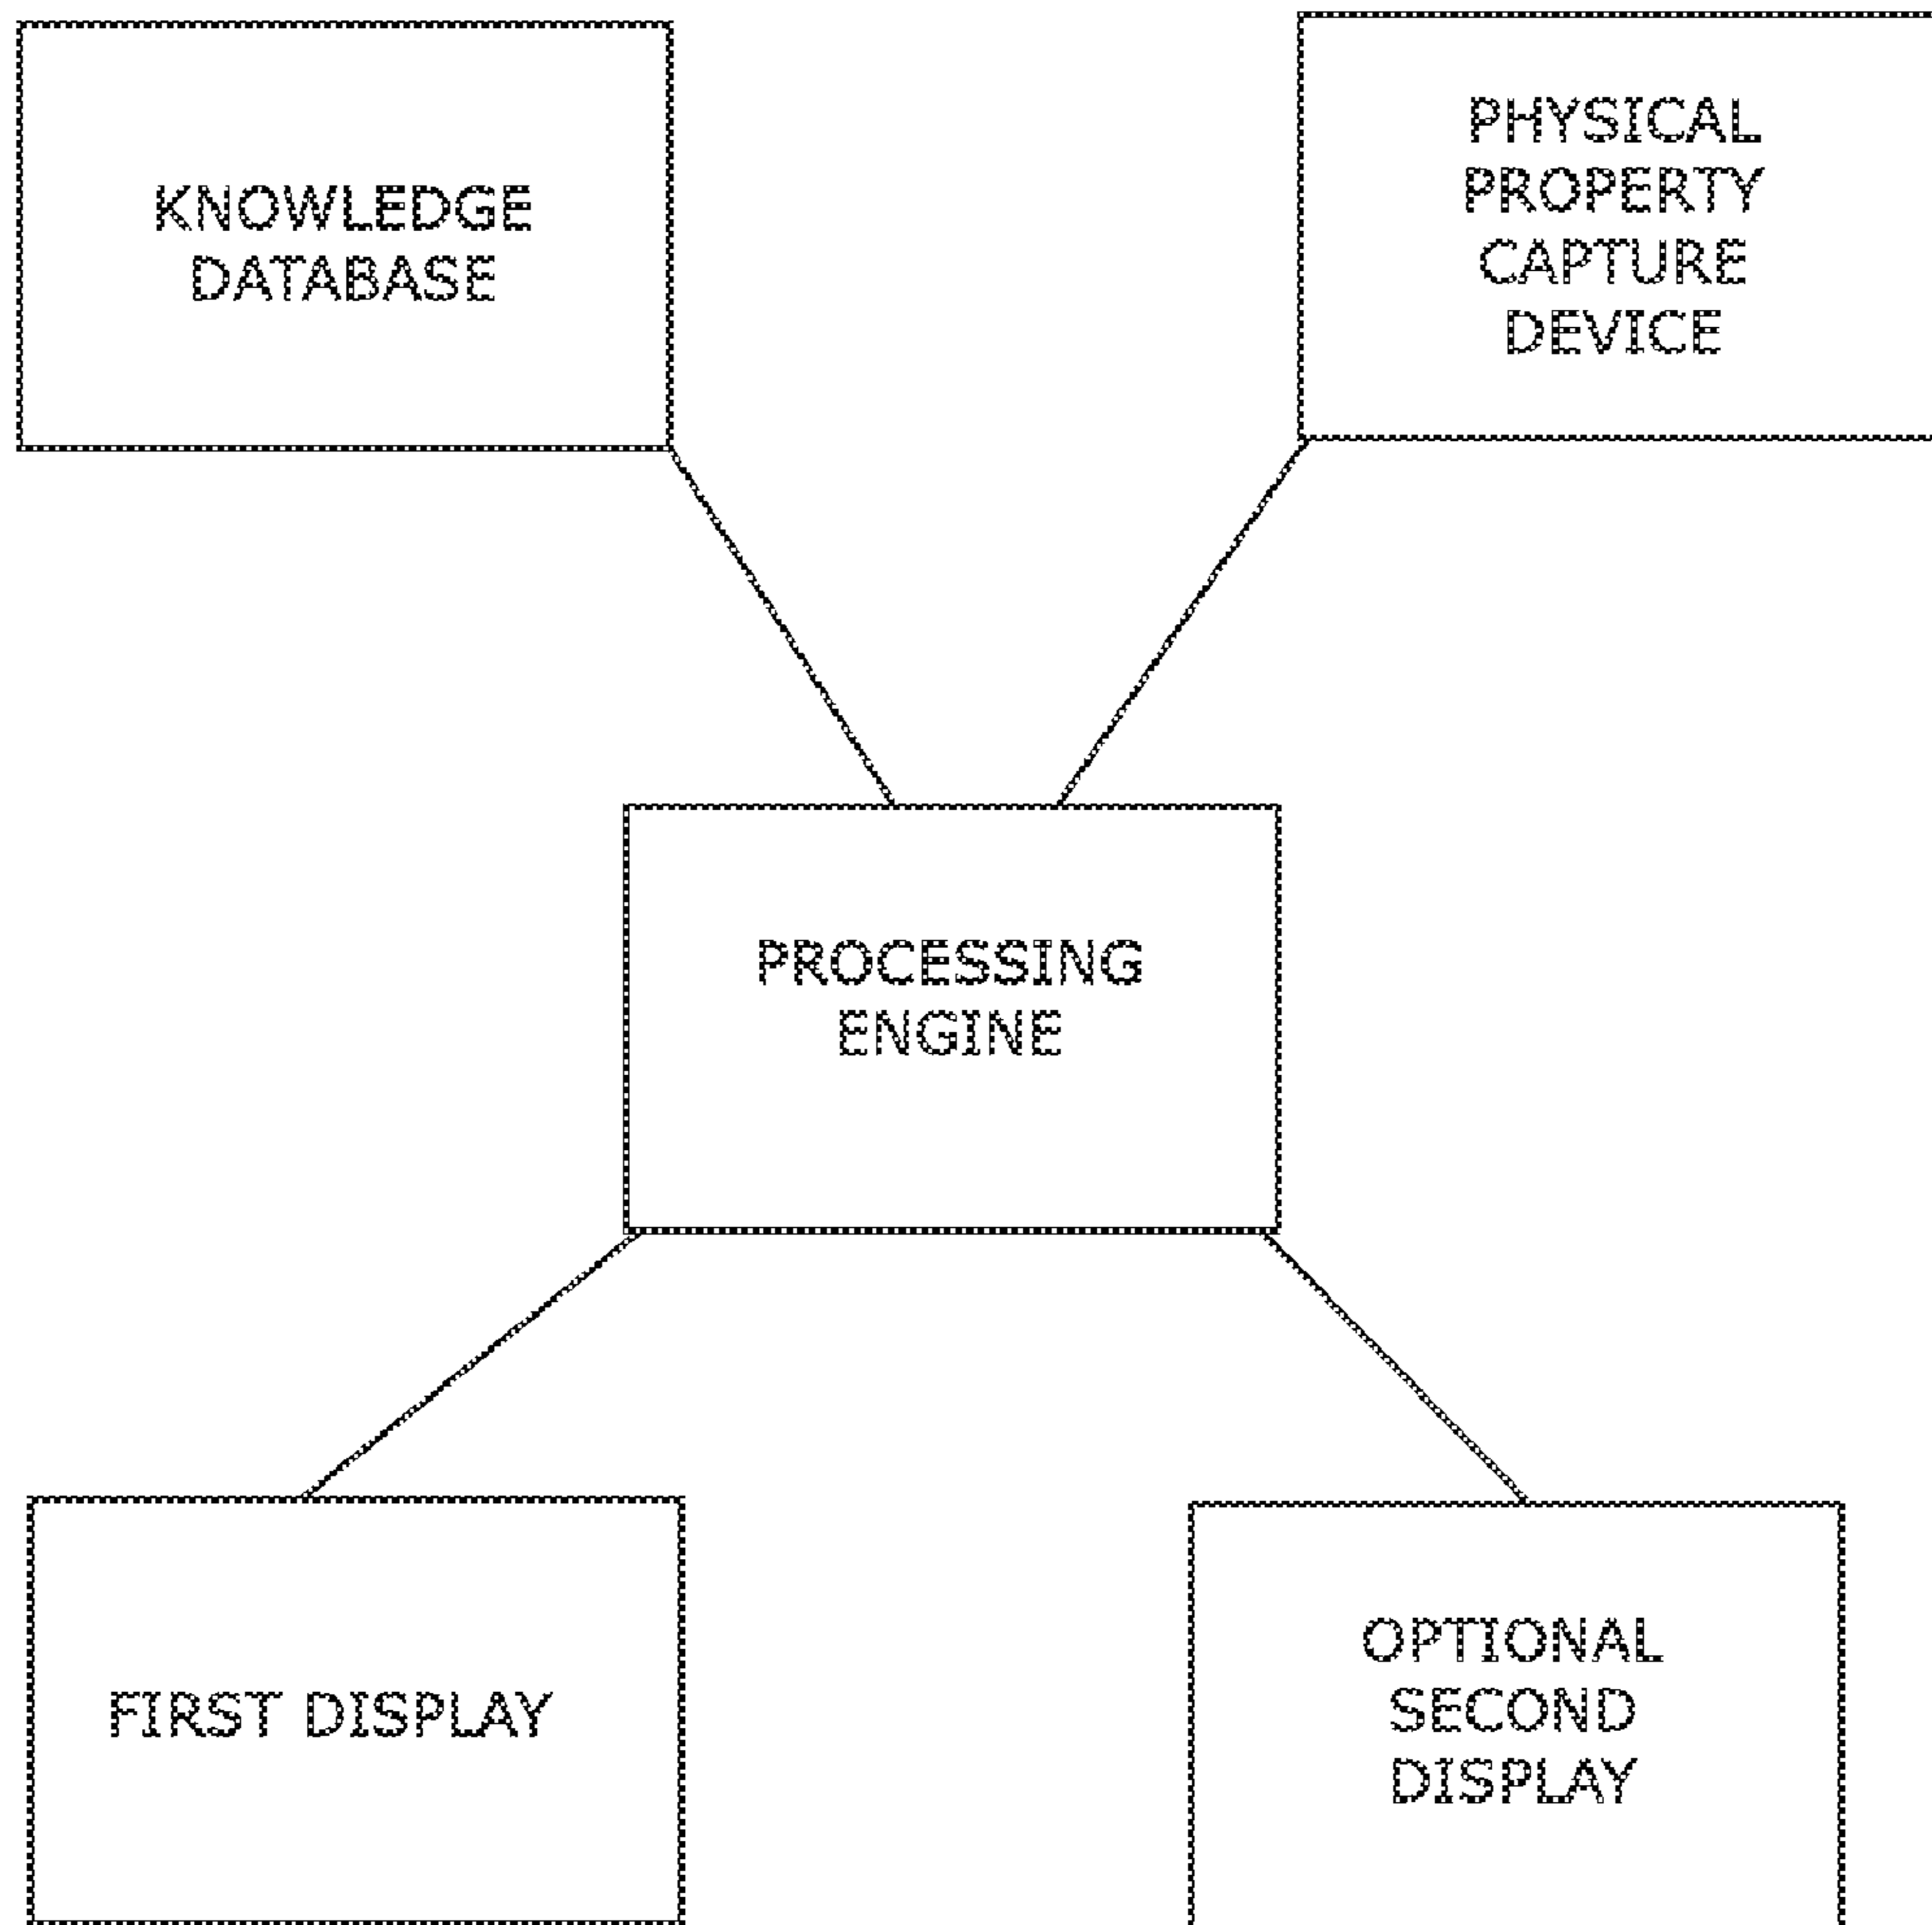 KNOWLEDGE
DATABASE
PHYSICAL
PROPERTY
CAPTURE
DEVICE
PROCESSING
ENGINE
FIRST DISPLAY
OPTIONAL
SECOND
DISPLAY